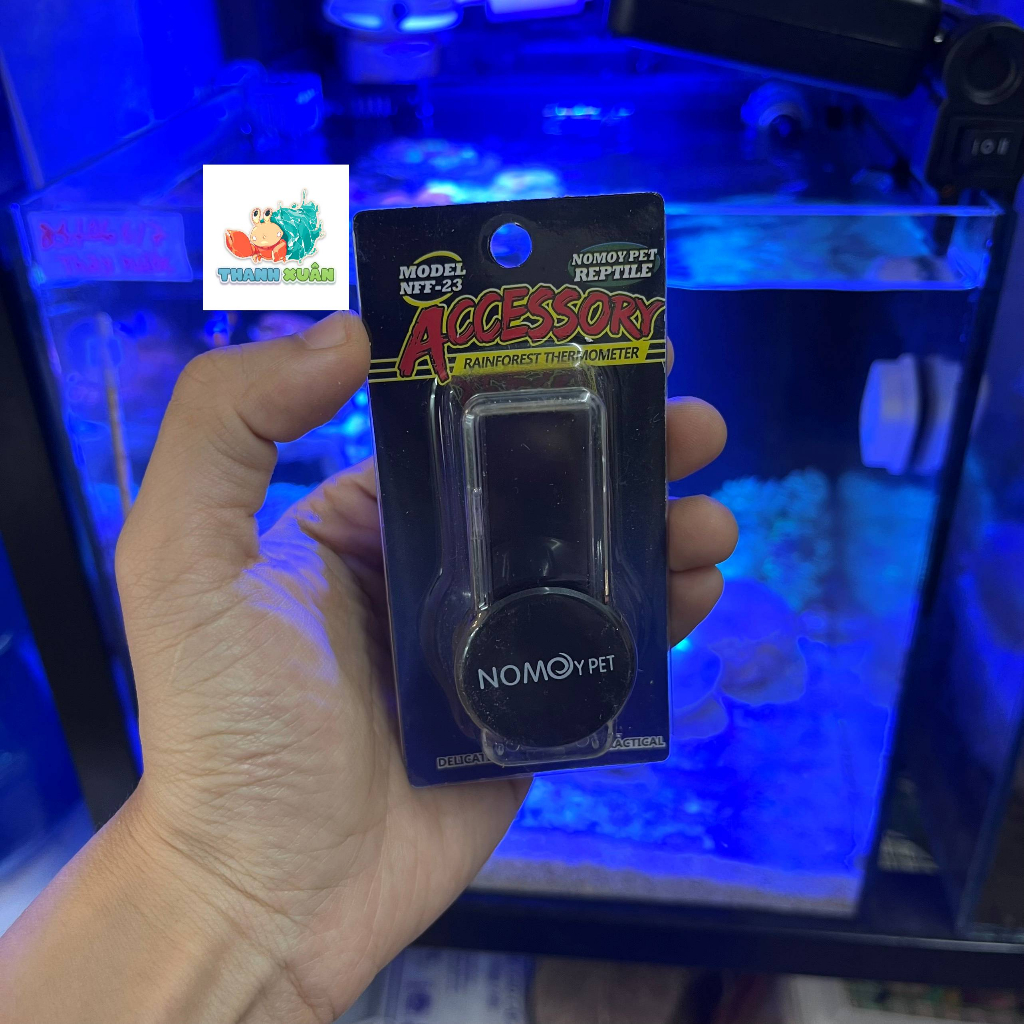 THANH XUÂN
MODEL
NFF-23
NOMOY PET
REPTILE
ACCESSORY
RAINFOREST THERMOMETER
NOMOY PET